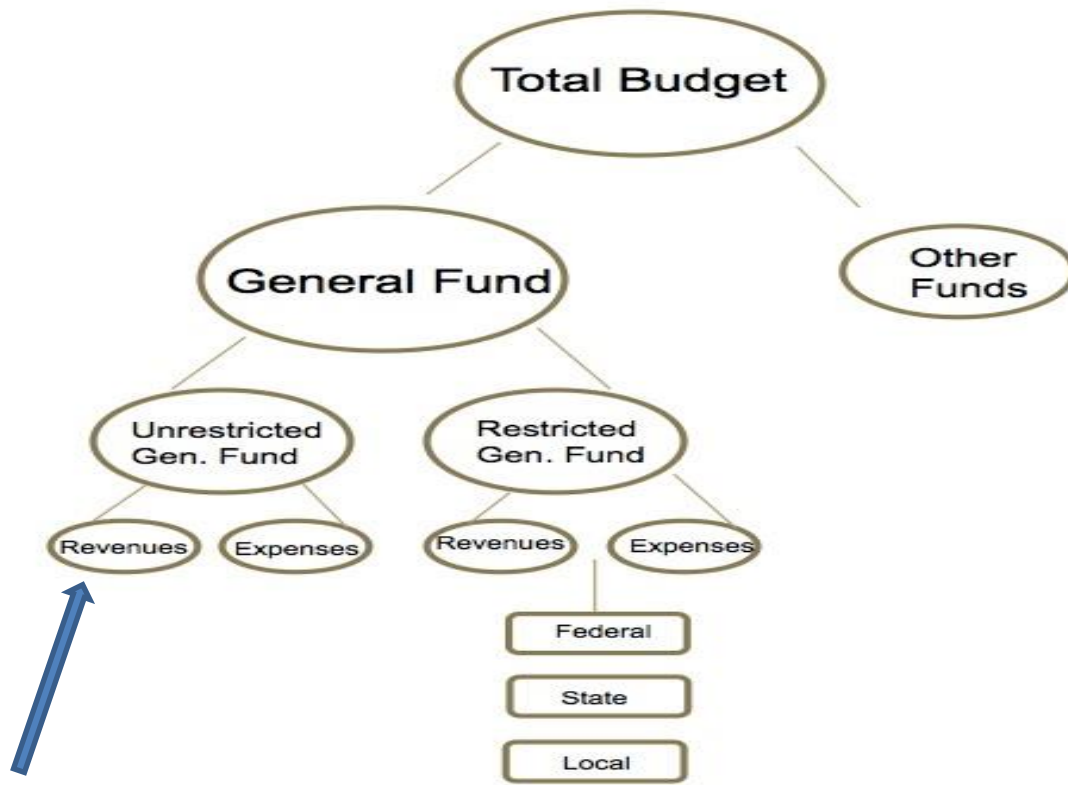 Total Budget
General Fund
Other
Funds
Unrestricted
Gen. Fund
Restricted
Gen. Fund
Revenues
Expenses
Revenues
Expenses
Federal
State
Local